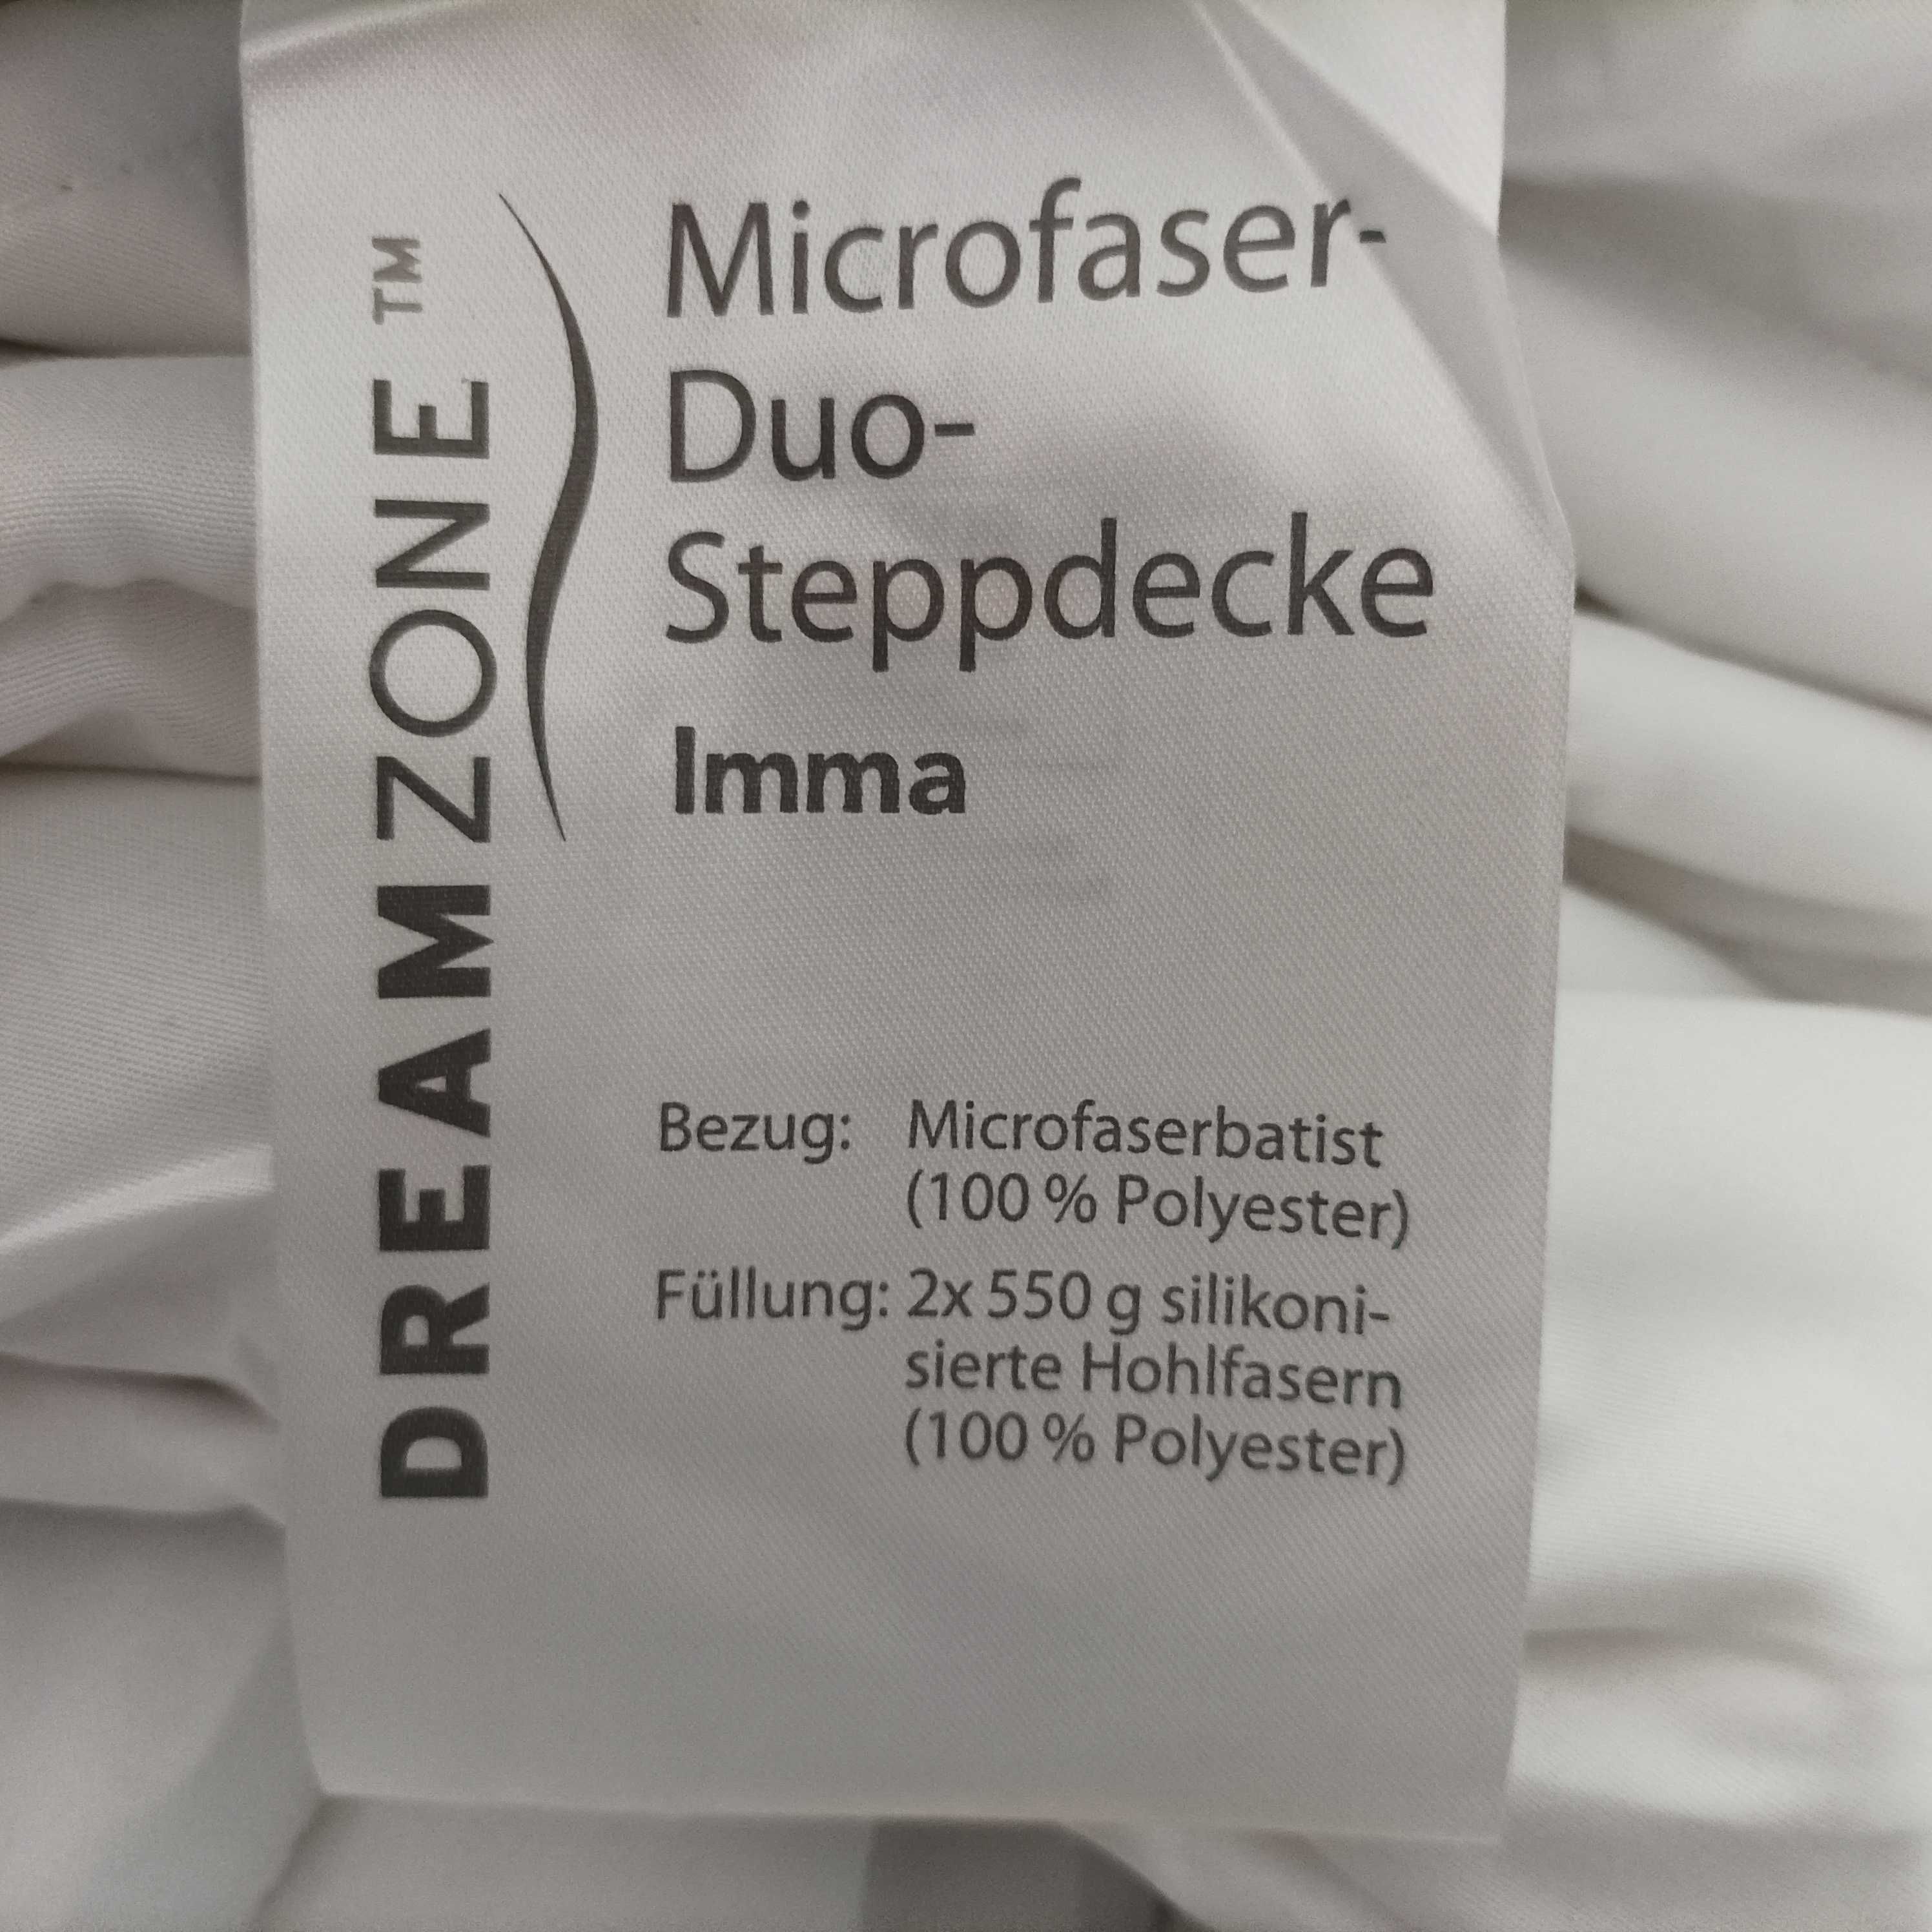 DREAMZONE™
Microfaser-
Duo-
Steppdecke
Imma
Bezug: Microfaserbatist
(100 % Polyester)
Füllung: 2x 550 g silikoni-
sierte Hohlfasern
(100 % Polyester)